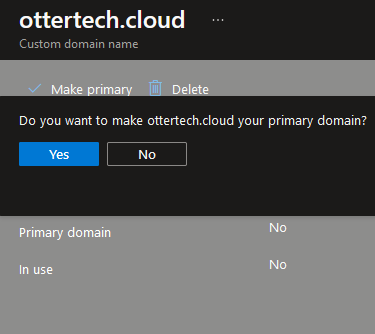 ottertech.cloud ...
Custom domain name
Make primary Delete
Do you want to make ottertech.cloud your primary domain?
Yes No
Primary domain No
In use No